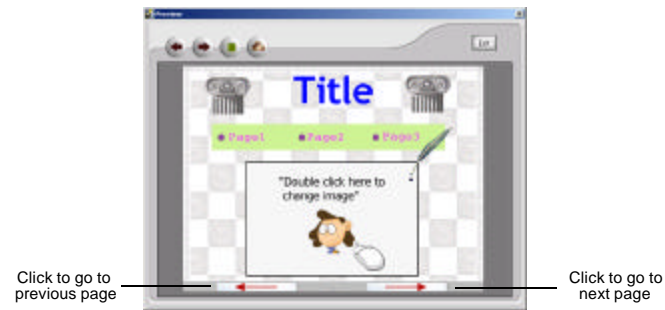 Preview
Title
Page1 Page2 Page3
"Double click here to
change image"
Click to go to
previous page
Click to go to
next page